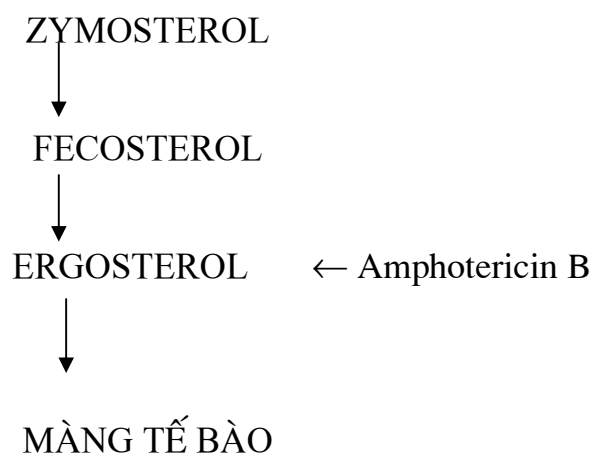 ZYMOSTEROL
FECOSTEROL
ERGOSTEROL ← Amphotericin B
MÀNG TẾ BÀO